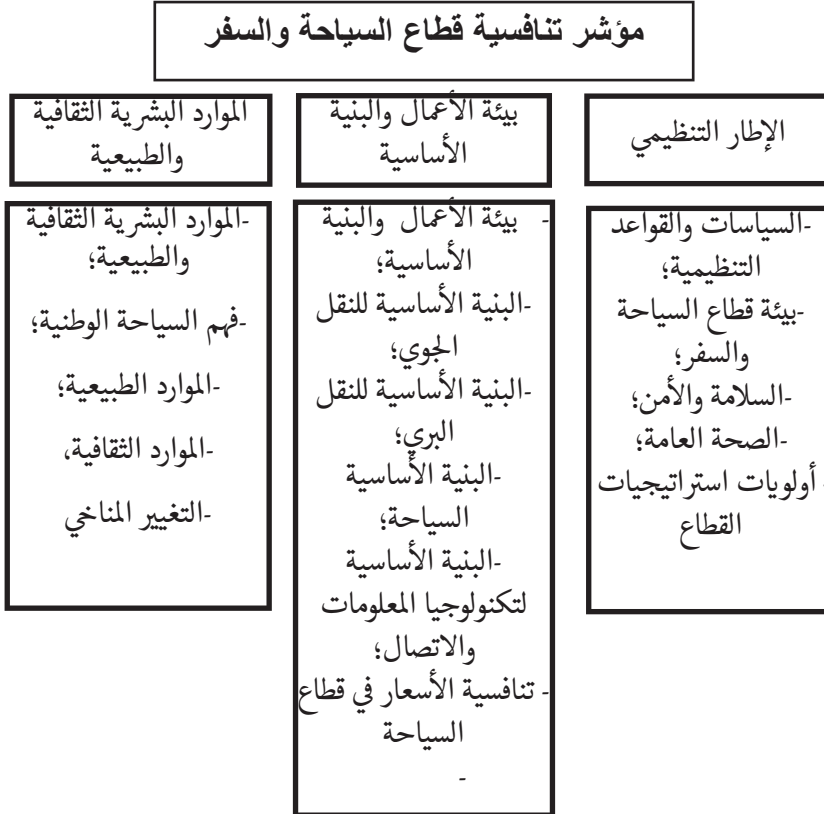 مؤشر تنافسية قطاع السياحة والسفر
الإطار التنظيمي
-السياسات والقواعد
التنظيمية؛
-بيئة قطاع السياحة
والسفر؛
-السلامة والأمن؛
-الصحة العامة؛
- أولويات استراتيجيات
القطاع
بيئة الأعمال والبنية
الأساسية
- بيئة الأعمال والبنية
الأساسية؛
-البنية الأساسية للنقل
الجوي؛
-البنية الأساسية للنقل
البري؛
-البنية الأساسية
السياحة؛
-البنية الأساسية
لتكنولوجيا المعلومات
والاتصال؛
- تنافسية الأسعار في قطاع
السياحة
-
الموارد البشرية الثقافية
والطبيعية
-الموارد البشرية الثقافية
والطبيعية؛
-فهم السياحة الوطنية؛
-الموارد الطبيعية؛
-الموارد الثقافية،
-التغيير المناخي